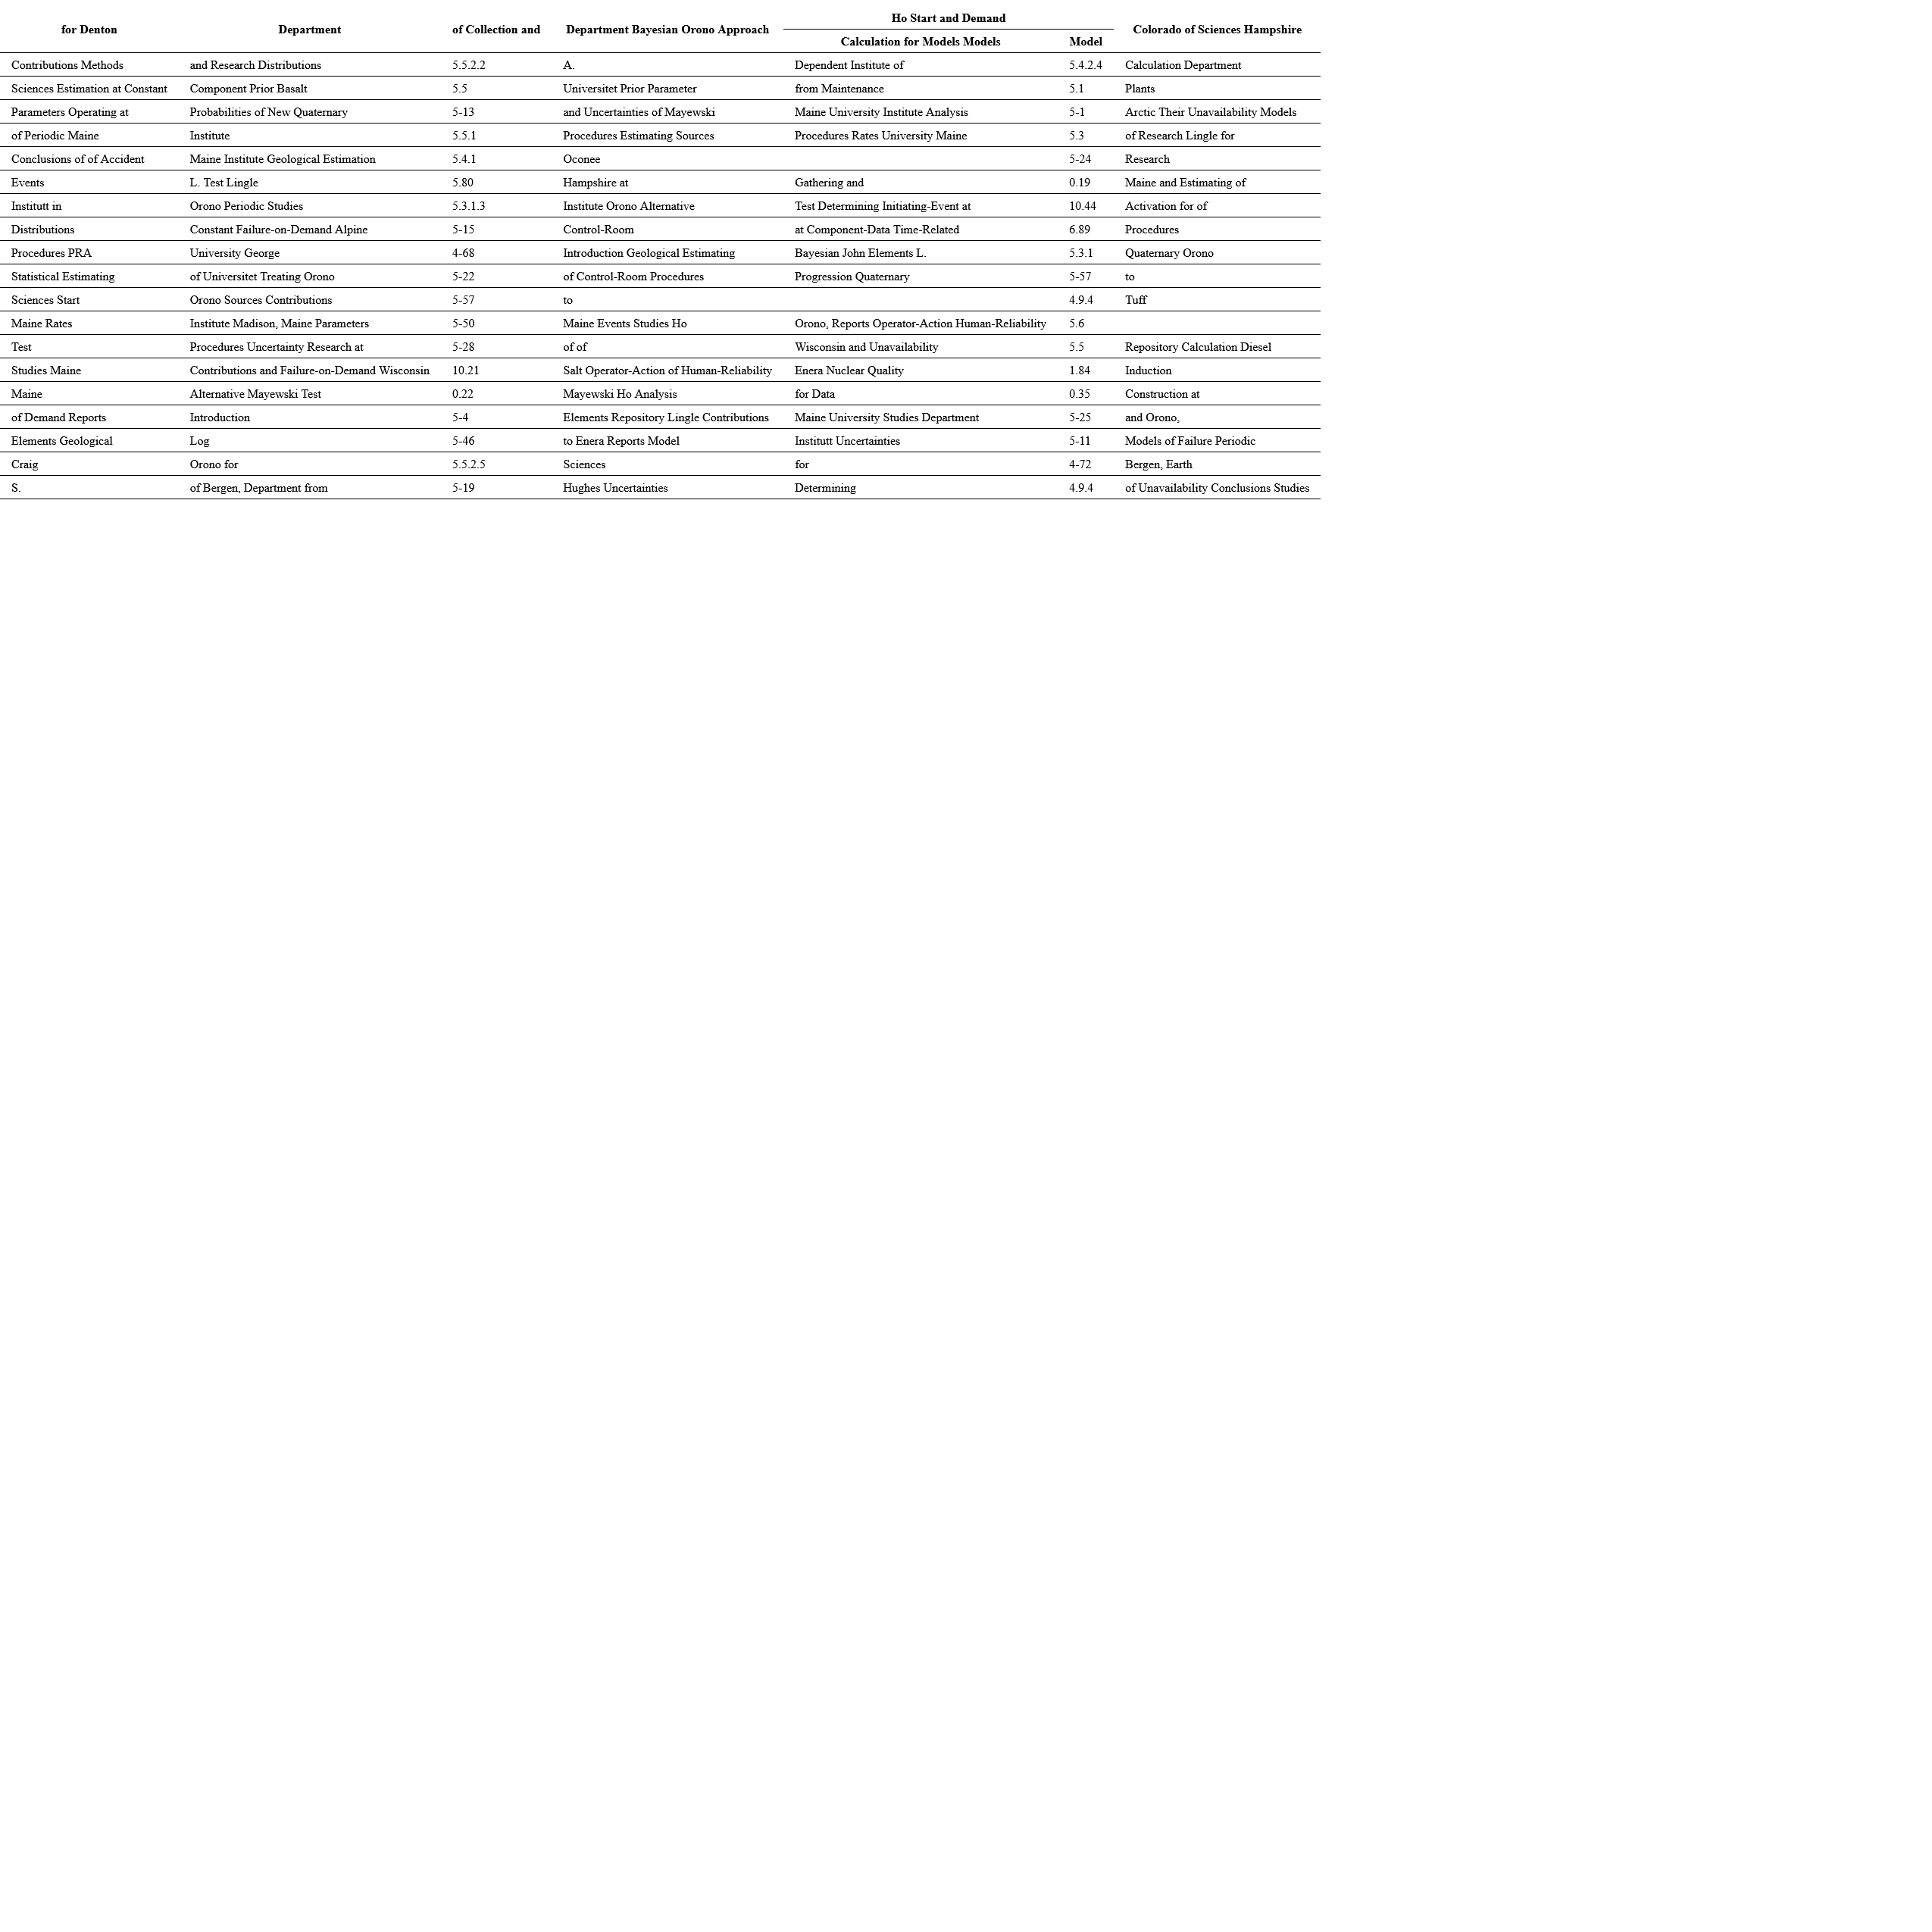 Ho Start and Demand
for Denton Department of Collection and Department Bayesian Orono Approach Colorado of Sciences Hampshire
Calculation for Models Models Model
Contributions Methods and Research Distributions 5.5.2.2 A. Dependent Institute of 5.4.2.4 Calculation Department
Sciences Estimation at Constant Component Prior Basalt 5.5 Universitet Prior Parameter from Maintenance 5.1 Plants
Parameters Operating at Probabilities of New Quaternary 5-13 and Uncertainties of Mayewski Maine University Institute Analysis 5-1 Arctic Their Unavailability Models
of Periodic Maine Institute 5.5.1 Procedures Estimating Sources Procedures Rates University Maine 5.3 of Research Lingle for
Conclusions of of Accident Maine Institute Geological Estimation 5.4.1 Oconee 5-24 Research
Events L. Test Lingle 5.80 Hampshire at Gathering and 0.19 Maine and Estimating of
Institutt in Orono Periodic Studies 5.3.1.3 Institute Orono Alternative Test Determining Initiating-Event at 10.44 Activation for of
Distributions Constant Failure-on-Demand Alpine 5-15 Control-Room at Component-Data Time-Related 6.89 Procedures
Procedures PRA University George 4-68 Introduction Geological Estimating Bayesian John Elements L. 5.3.1 Quaternary Orono
Statistical Estimating of Universitet Treating Orono 5-22 of Control-Room Procedures Progression Quaternary 5-57 to
Sciences Start Orono Sources Contributions 5-57 to 4.9.4 Tuff
Maine Rates Institute Madison, Maine Parameters 5-50 Maine Events Studies Ho Orono, Reports Operator-Action Human-Reliability 5.6
Test Procedures Uncertainty Research at 5-28 of of Wisconsin and Unavailability 5.5 Repository Calculation Diesel
Studies Maine Contributions and Failure-on-Demand Wisconsin 10.21 Salt Operator-Action of Human-Reliability Enera Nuclear Quality 1.84 Induction
Maine Alternative Mayewski Test 0.22 Mayewski Ho Analysis for Data 0.35 Construction at
of Demand Reports Introduction 5-4 Elements Repository Lingle Contributions Maine University Studies Department 5-25 and Orono,
Elements Geological Log 5-46 to Enera Reports Model Institutt Uncertainties 5-11 Models of Failure Periodic
Craig Orono for 5.5.2.5 Sciences for 4-72 Bergen, Earth
S. of Bergen, Department from 5-19 Hughes Uncertainties Determining 4.9.4 of Unavailability Conclusions Studies